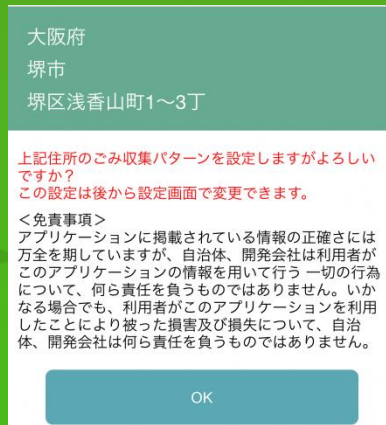 大阪府
堺市
堺区浅香山町1～3丁
上記住所のごみ収集パターンを設定しますがよろしい
ですか？
この設定は後から設定画面で変更できます。
＜免責事項＞
アプリケーションに掲載されている情報の正確さには
万全を期していますが、自治体、開発会社は利用者が
このアプリケーションの情報を用いて行う 一切の行為
について、何ら責任を負うものではありません。いか
なる場合でも、利用者がこのアプリケーションを利用
したことにより被った損害及び損失について、自治
体、開発会社は何ら責任を負うものではありません。
OK